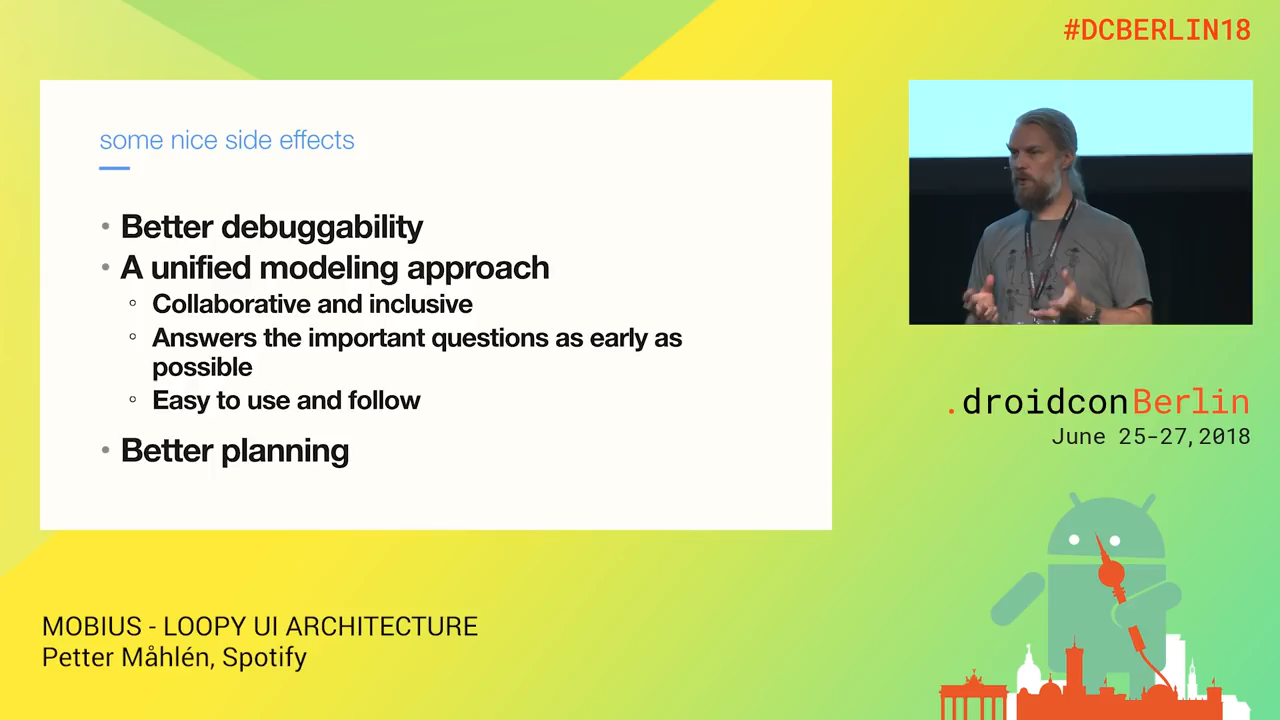 #DCBERLIN18
some nice side effects
• Better debuggability
• A unified modeling approach
◦ Collaborative and inclusive
◦ Answers the important questions as early as
possible
◦ Easy to use and follow
• Better planning
.droidconBerlin
June 25-27, 2018
MOBIUS - LOOPY UI ARCHITECTURE
Petter Måhlén, Spotify